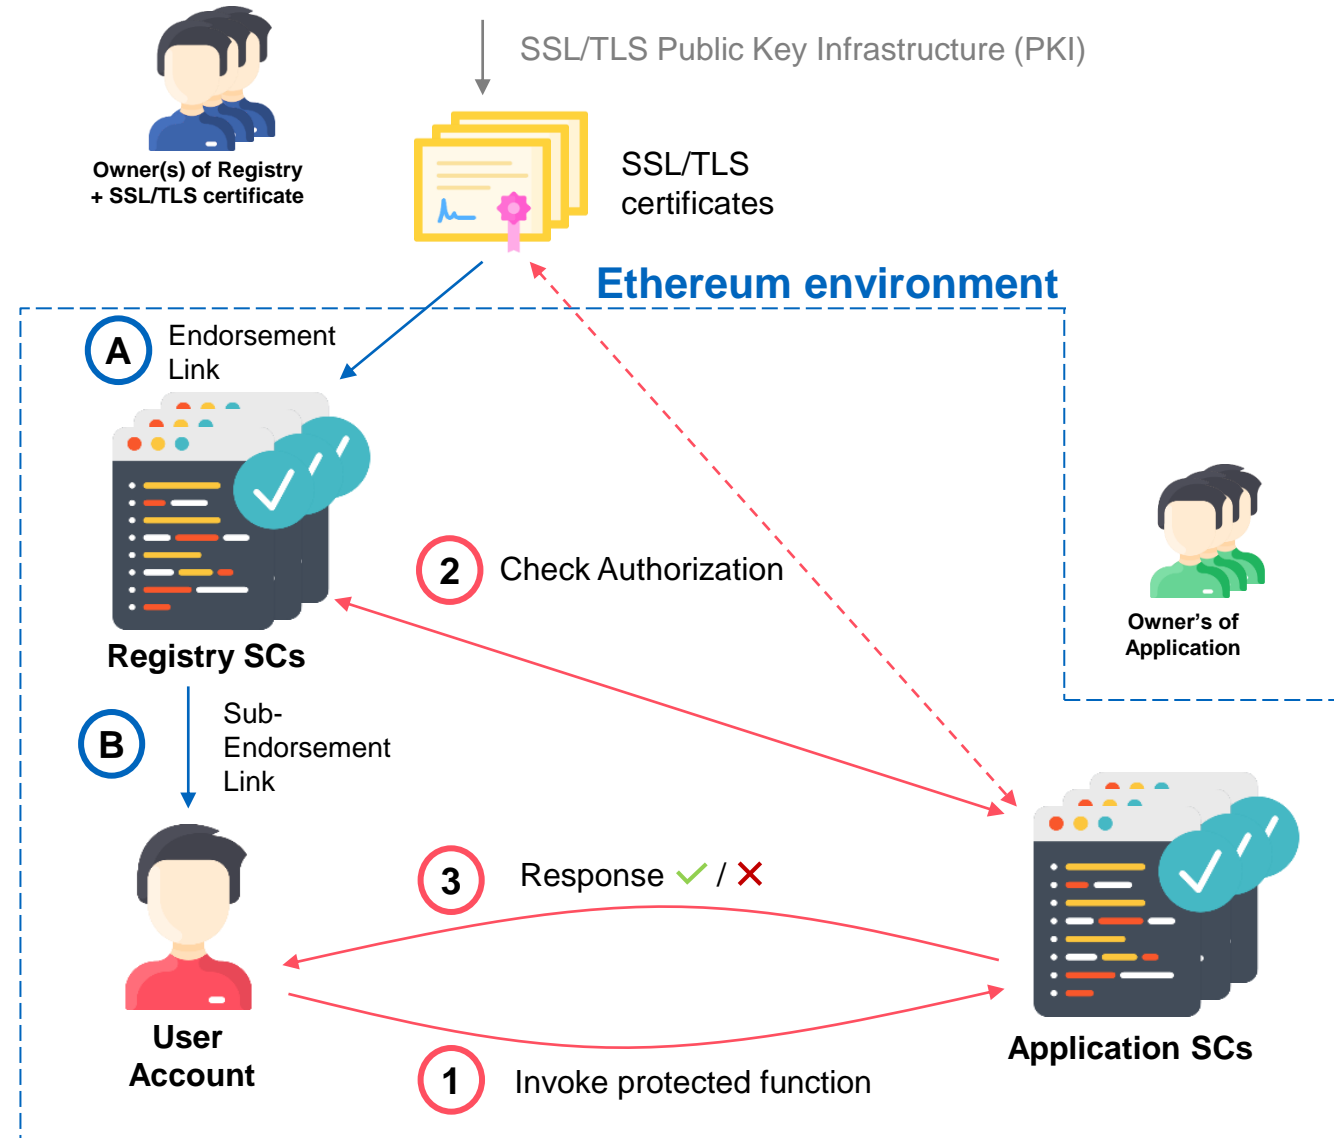 SSL/TLS Public Key Infrastructure (PKI)
Owner(s) of Registry
+ SSL/TLS certificate
SSL/TLS
certificates
Ethereum environment
A
Endorsement
Link
2
Check Authorization
Owner's of
Application
Registry SCs
B
Sub-
Endorsement
Link
3
Response ✓ / ✕
User
Account
Application SCs
1
Invoke protected function